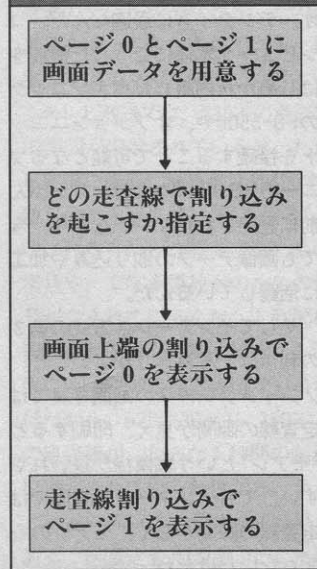 ページ0とページ1に
画面データを用意する
どの走査線で割り込み
を起こすか指定する
画面上端の割り込みで
ページ0を表示する
走査線割り込みで
ページ1を表示する